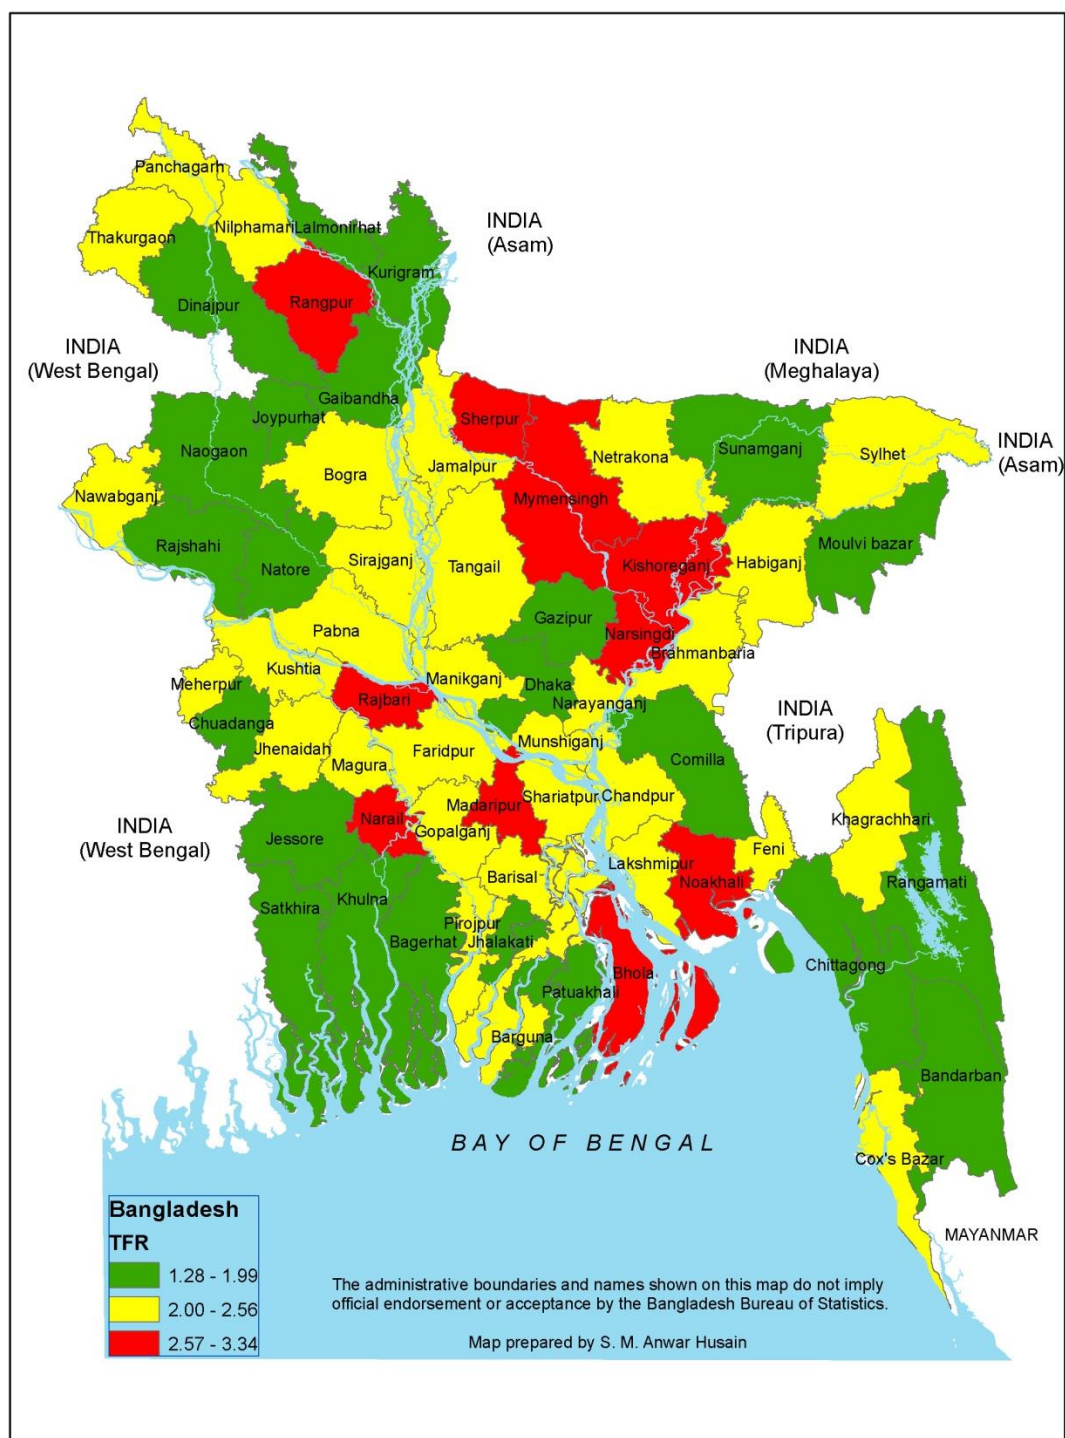 Panchagarh
INDIA
(Asam)
Nilphamari
Lalmonirhat
Thakurgaon
Kurigram
Dinajpur
Rangpur
INDIA
(West Bengal)
INDIA
(Meghalaya)
Gaibandha
Joypurhat
Sherpur
Naogaon
Sunamganj
INDIA
(Asam)
Netrakona
Sylhet
Bogra
Jamalpur
Nawabganj
Mymensingh
Rajshahi
Moulvi bazar
Sirajganj
Tangail
Kishoreganj
Habiganj
Natore
Gazipur
Pabna
Narsingdi
Brahmanbaria
Kushtia
Meherpur
Manikganj
Dhaka
Rajbari
Narayanganj
Chuadanga
INDIA
(Tripura)
Jhenaidah
Faridpur
Munshiganj
Magura
Comilla
Shariatpur
Chandpur
Madaripur
Narail
Khagrachhari
INDIA
(West Bengal)
Gopalganj
Jessore
Feni
Lakshmipur
Barisal
Noakhali
Rangamati
Khulna
Satkhira
Pirojpur
Bagerhat
Jhalakati
Chittagong
Bhola
Patuakhali
Barguna
Bandarban
BAY OF BENGAL
Cox's Bazar
Bangladesh
TFR
1.28 - 1.99
2.00 - 2.56
2.57 - 3.34
MAYANMAR
The administrative boundaries and names shown on this map do not imply
official endorsement or acceptance by the Bangladesh Bureau of Statistics.
Map prepared by S. M. Anwar Husain